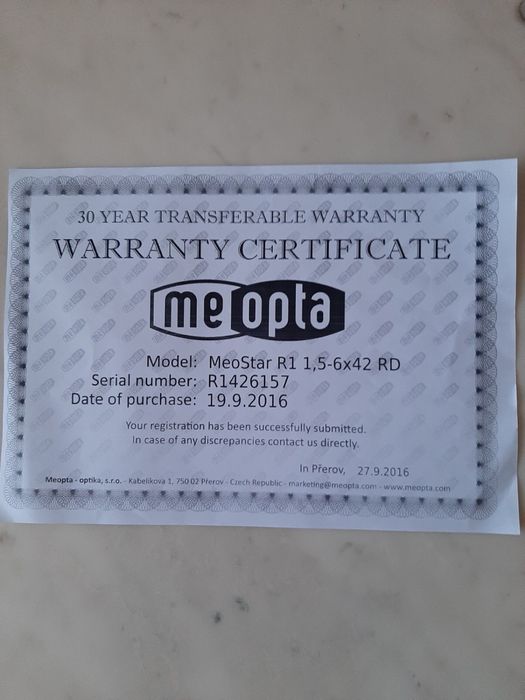 30 YEAR TRANSFERABLE WARRANTY
WARRANTY CERTIFICATE
meopta
Model: MeoStar R1 1,5-6x42 RD
Serial number: R1426157
Date of purchase: 19.9.2016
Your registration has been successfully submitted.
In case of any discrepancies contact us directly.
In Přerov, 27.9.2016
Meopta - optika, s.r.o. - Kabelikova 1, 750 02 Přerov - Czech Republic - marketing@meopta.com - www.meopta.com